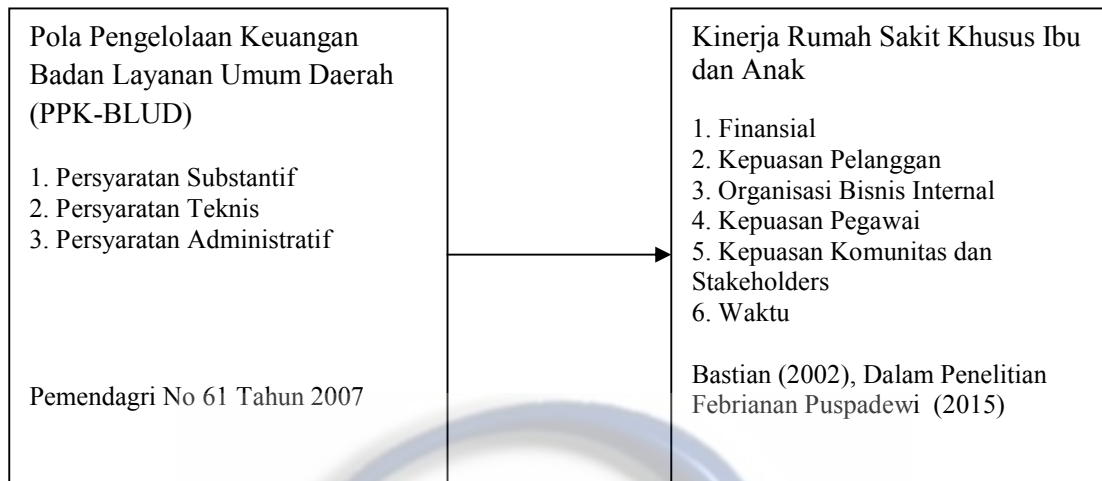 Pola Pengelolaan Keuangan
Badan Layanan Umum Daerah
(PPK-BLUD)
1. Persyaratan Substantif
2. Persyaratan Teknis
3. Persyaratan Administratif
Pemendagri No 61 Tahun 2007
Kinerja Rumah Sakit Khusus Ibu
dan Anak
1. Finansial
2. Kepuasan Pelanggan
3. Organisasi Bisnis Internal
4. Kepuasan Pegawai
5. Kepuasan Komunitas dan
Stakeholders
6. Waktu
Bastian (2002), Dalam Penelitian
Febrianan Puspadewi (2015)